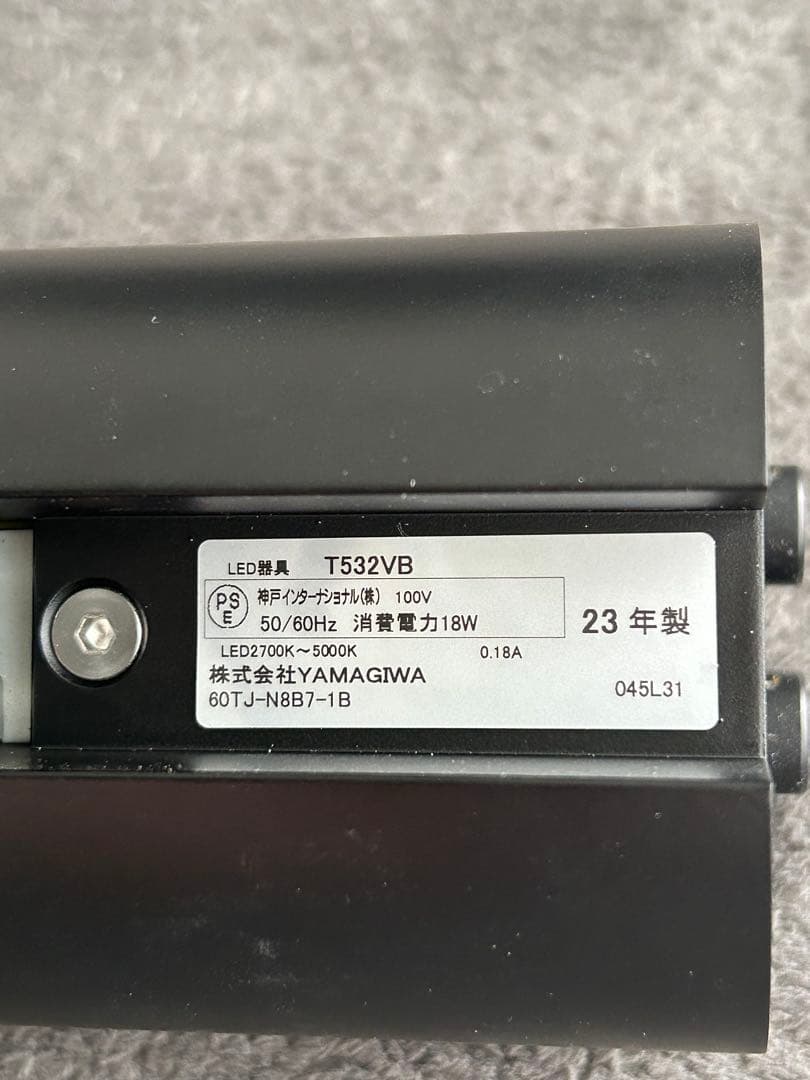 LED器具 T532VB
PS
E
神戸インターナショナル(株) 100V
50/60Hz 消費電力18W
23 年製
LED2700K～5000K 0.18A
株式会社YAMAGIWA
60TJ-N8B7-1B
045L31